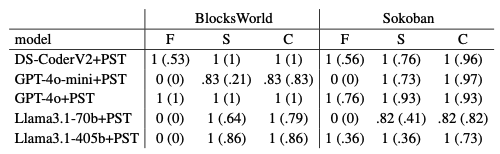 BlocksWorld Sokoban
model F S C F S C
DS-CoderV2+PST 1 (.53) 1 (1) 1 (1) 1 (.56) 1 (.76) 1 (.96)
GPT-4o-mini+PST 0 (0) .83 (.21) .83 (.83) 0 (0) 1 (.73) 1 (.97)
GPT-4o+PST 1 (1) 1 (1) 1 (1) 1 (.76) 1 (.93) 1 (.93)
Llama3.1-70b+PST 0 (0) 1 (.64) 1 (.79) 0 (0) .82 (.41) .82 (.82)
Llama3.1-405b+PST 0 (0) 1 (.86) 1 (.86) 1 (.36) 1 (.36) 1 (.73)